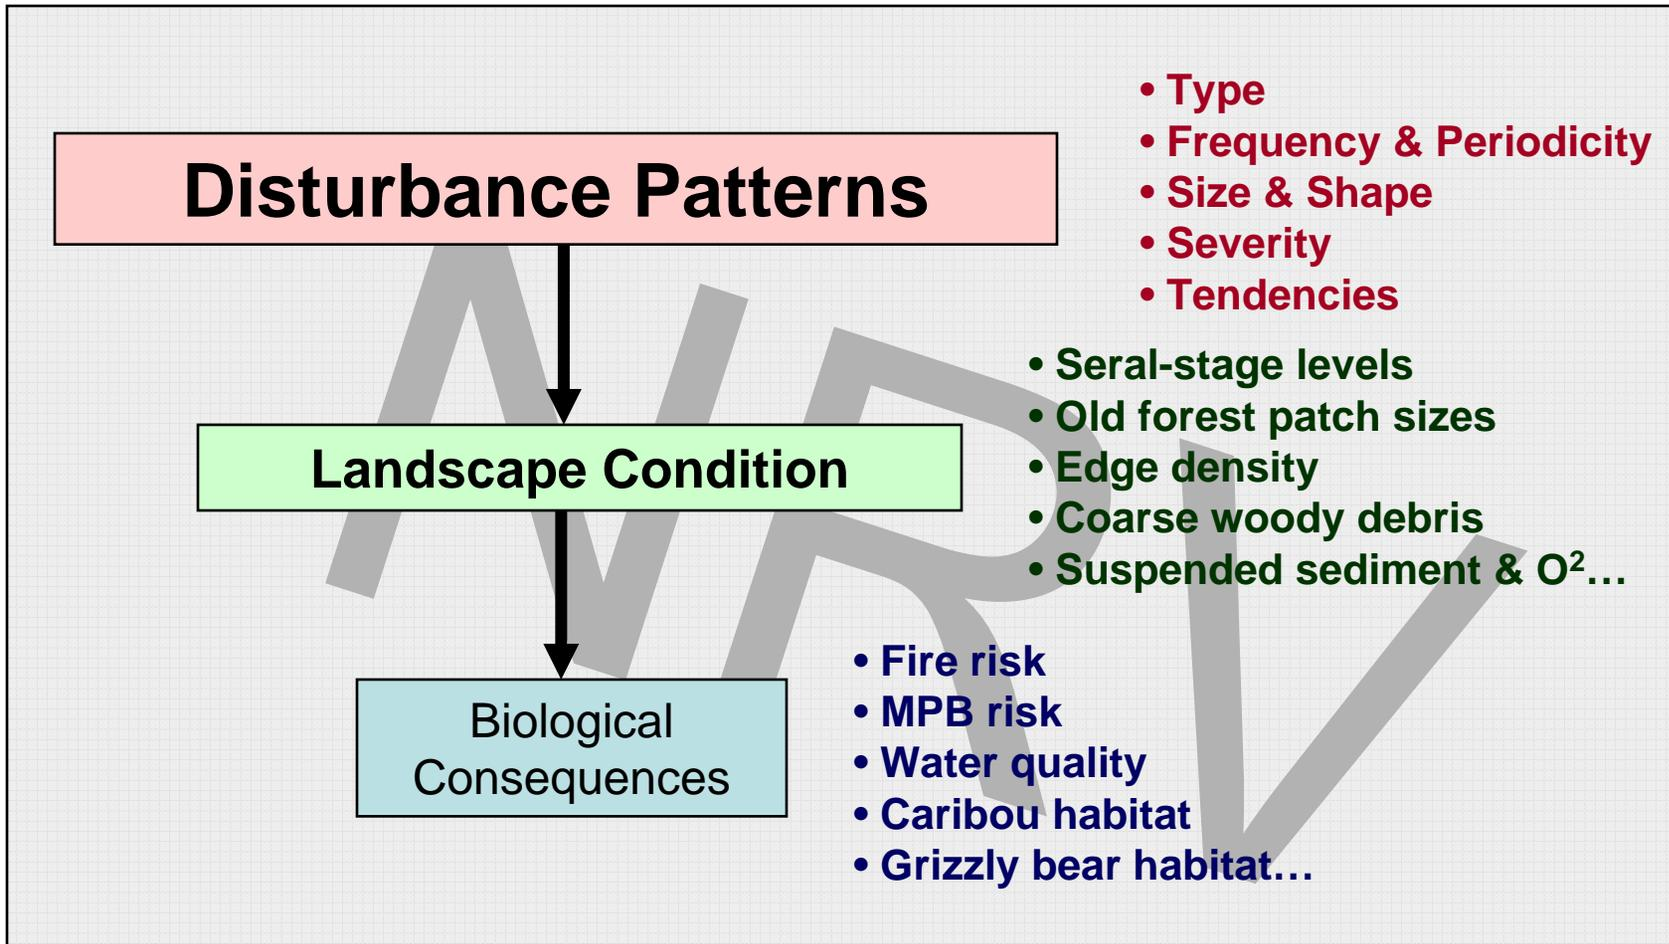 Disturbance Patterns
• Type
• Frequency & Periodicity
• Size & Shape
• Severity
• Tendencies
Landscape Condition
• Seral-stage levels
• Old forest patch sizes
• Edge density
• Coarse woody debris
• Suspended sediment & O²…
Biological
Consequences
• Fire risk
• MPB risk
• Water quality
• Caribou habitat
• Grizzly bear habitat…
NRV